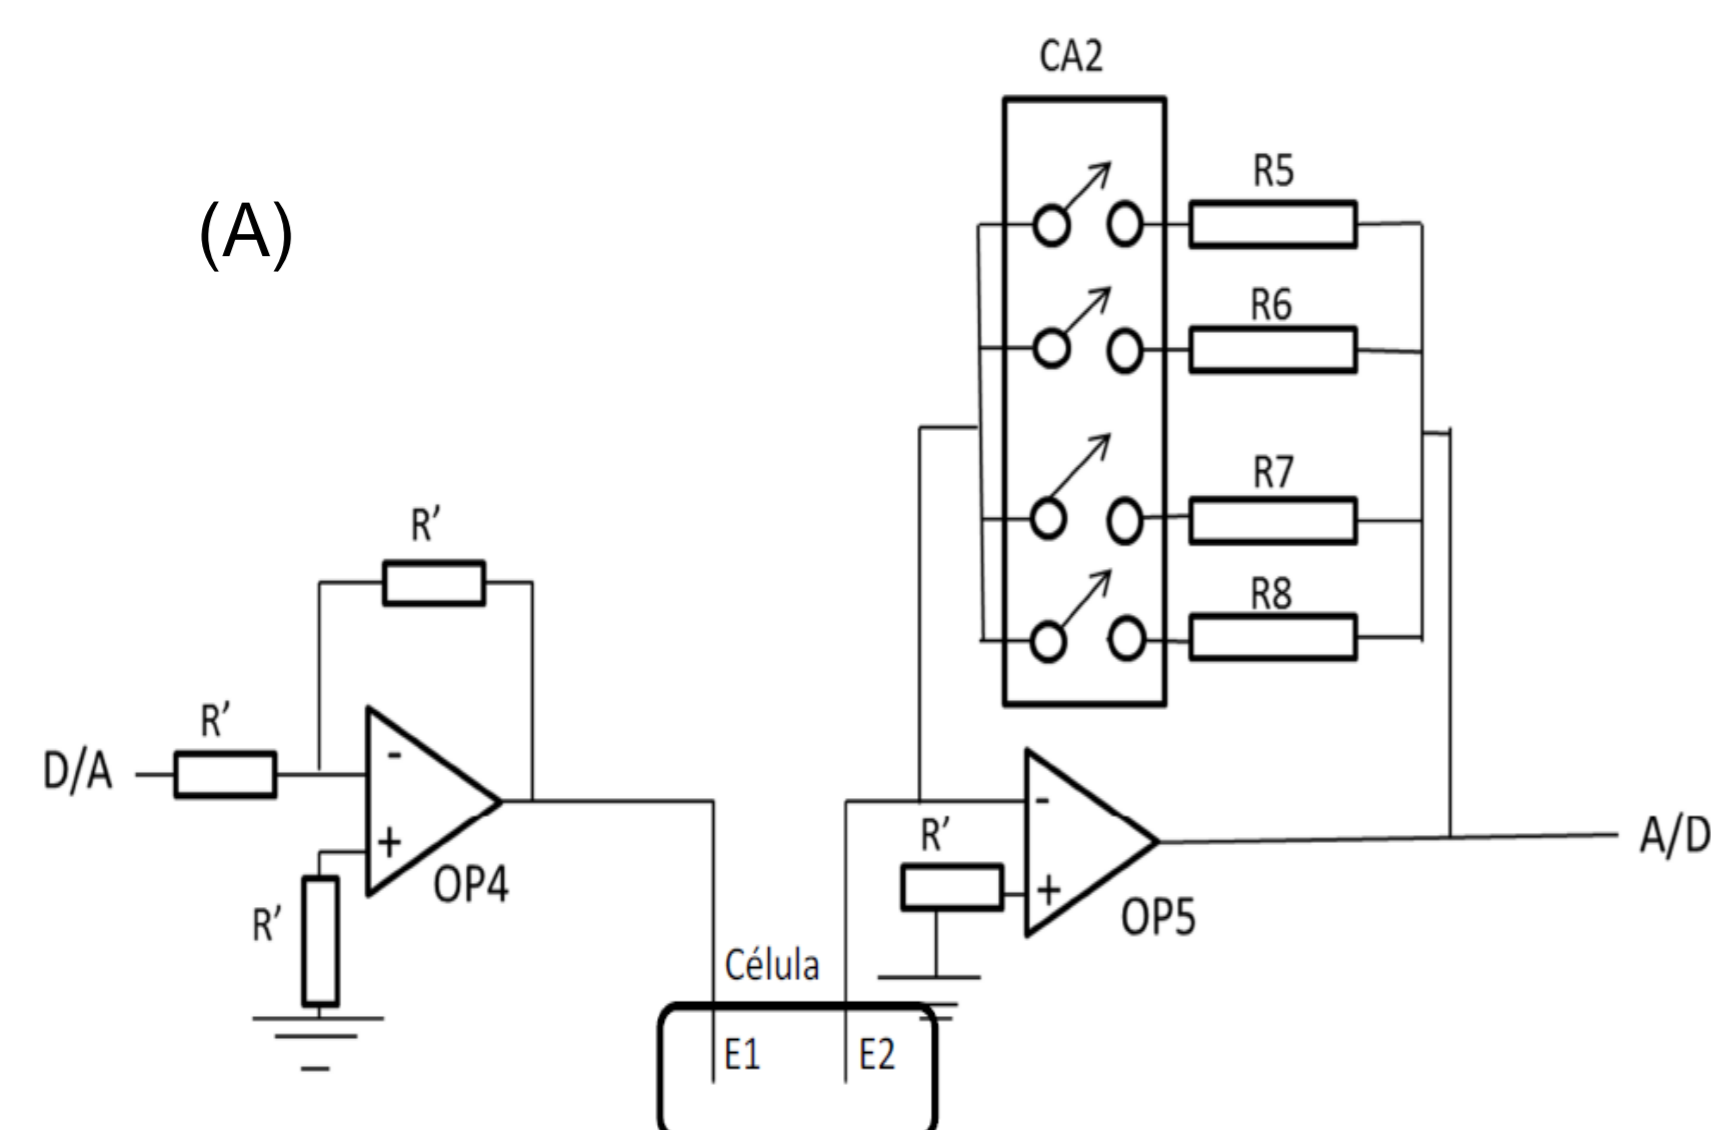 CA2
R5
(A)
R6
R7
R'
R8
R'
D/A
-
+
OP4
R'
-
R'
+
OP5
A/D
Célula
E1
E2